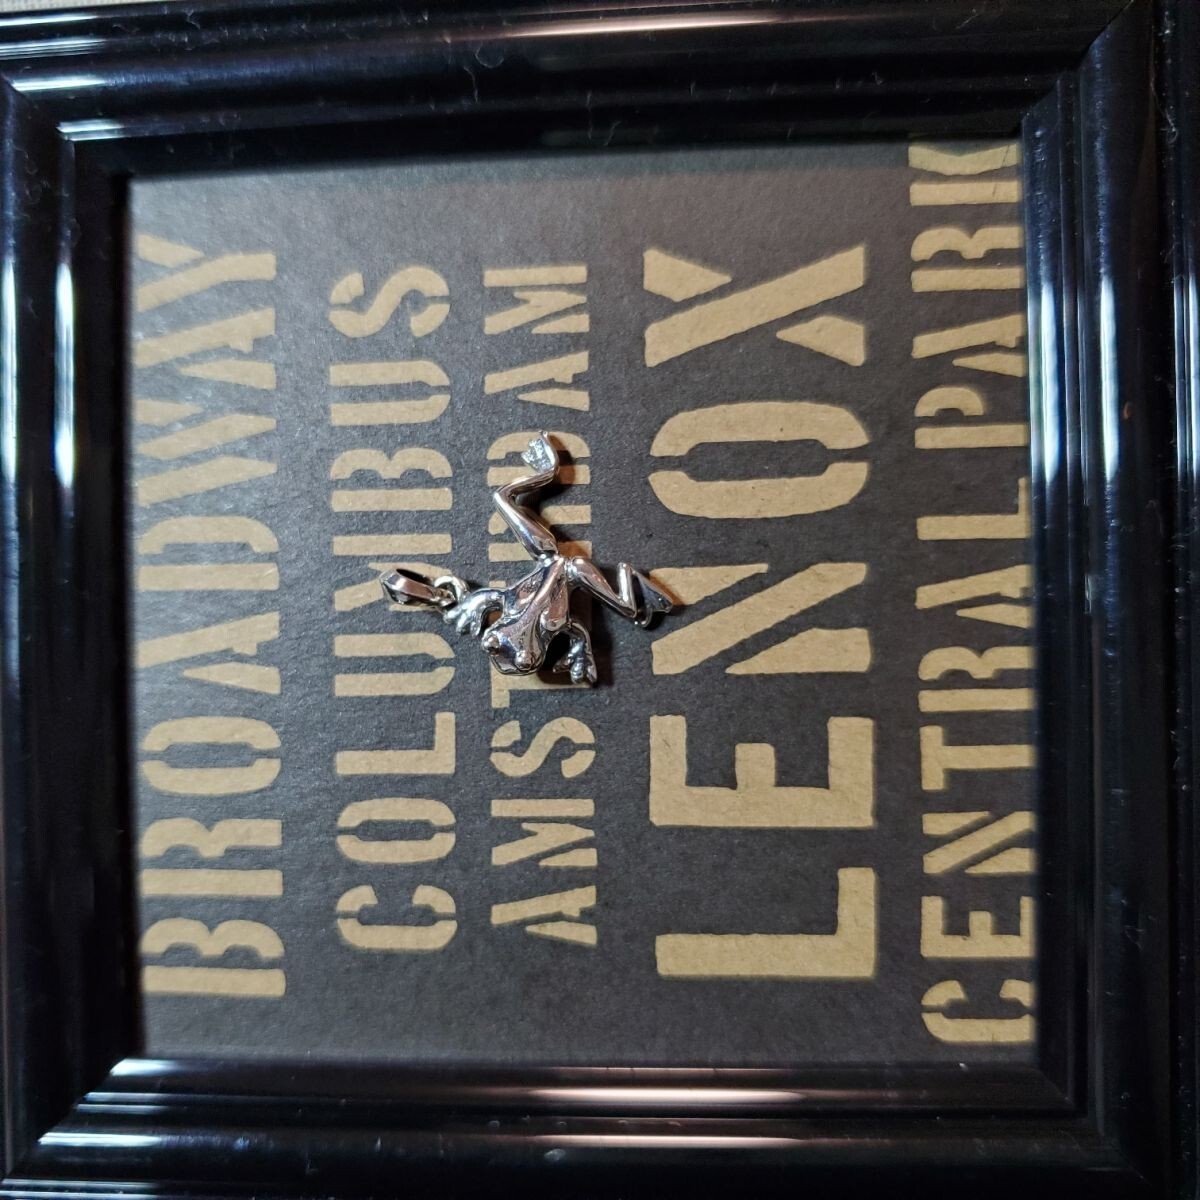 BROADWAY
COLUMBUS
AMSTERDAM
LENOX
CENTRAL PARK